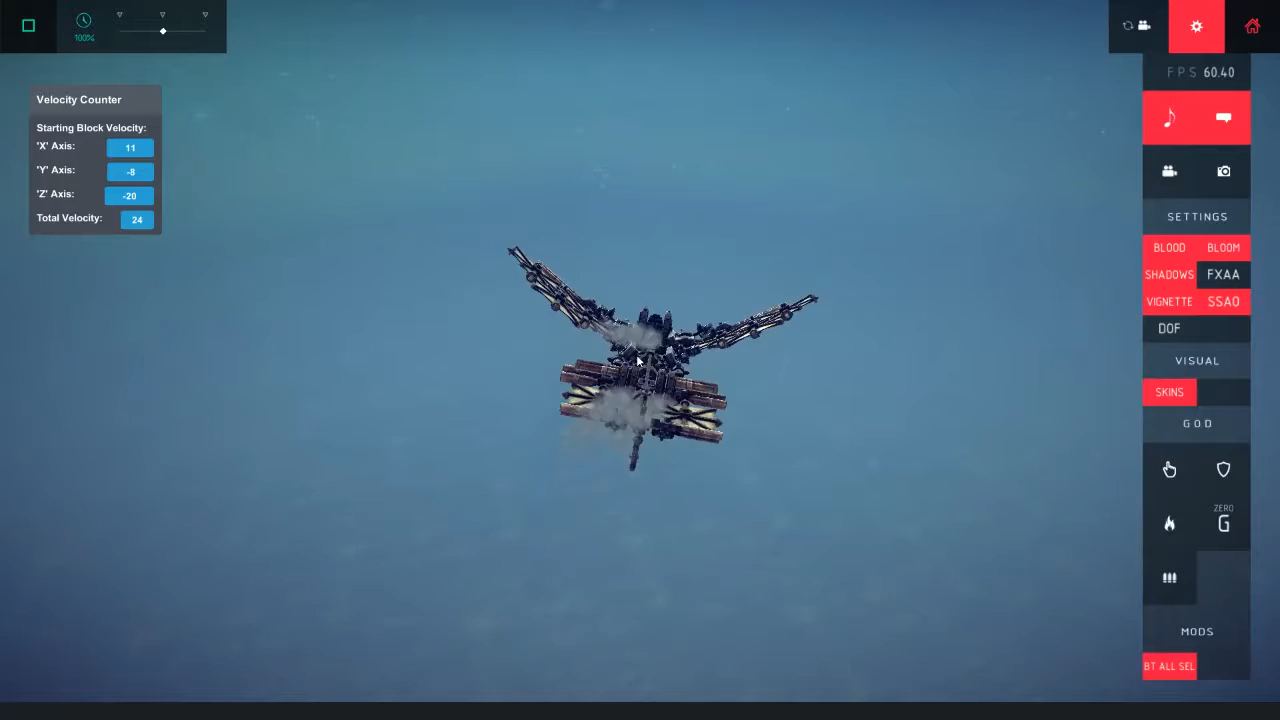 100%
FPS 60.40
Velocity Counter
Starting Block Velocity:
'X' Axis: 11
'Y' Axis: -8
'Z' Axis: -20
Total Velocity: 24
SETTINGS
BLOOD BLOOM
SHADOWS FXAA
VIGNETTE SSAO
DOF
VISUAL
SKINS
GOD
ZERO
G
MODS
BT ALL SEL